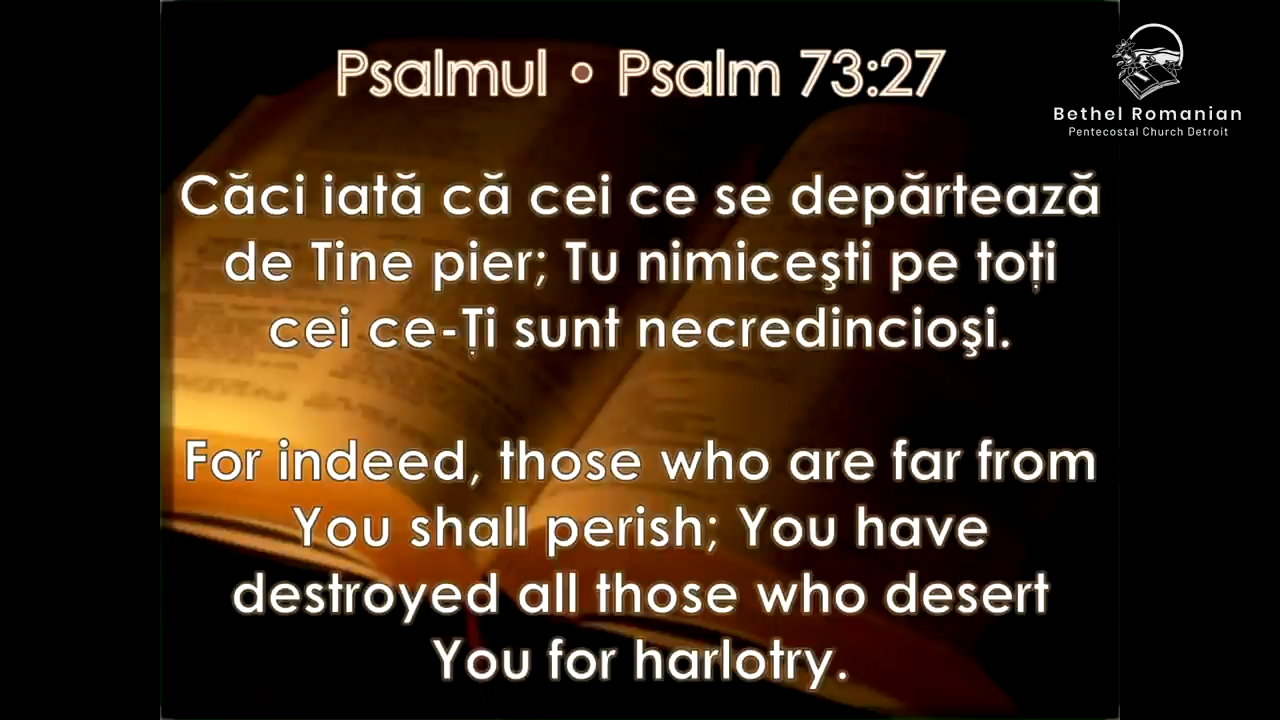 Psalmul • Psalm 73:27
Bethel Romanian
Pentecostal Church Detroit
Căci iată că cei ce se depărtează
de Tine pier; Tu nimiceşti pe toți
cei ce-Ți sunt necredincioşi.
For indeed, those who are far from
You shall perish; You have
destroyed all those who desert
You for harlotry.